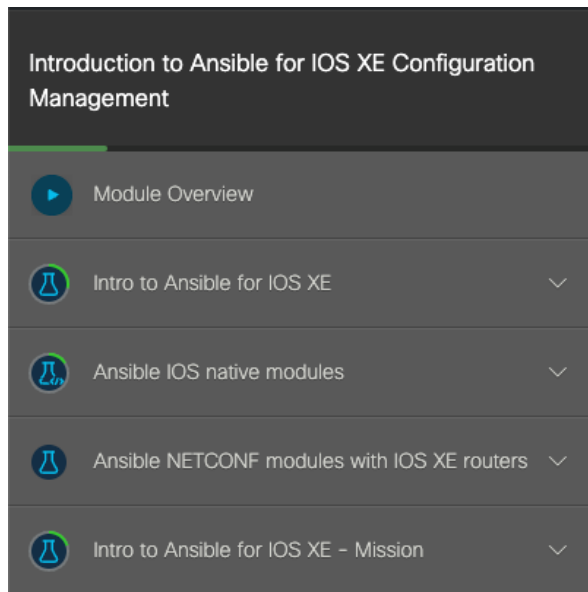 Introduction to Ansible for IOS XE Configuration
Management
Module Overview
Intro to Ansible for IOS XE
Ansible IOS native modules
Ansible NETCONF modules with IOS XE routers
Intro to Ansible for IOS XE - Mission